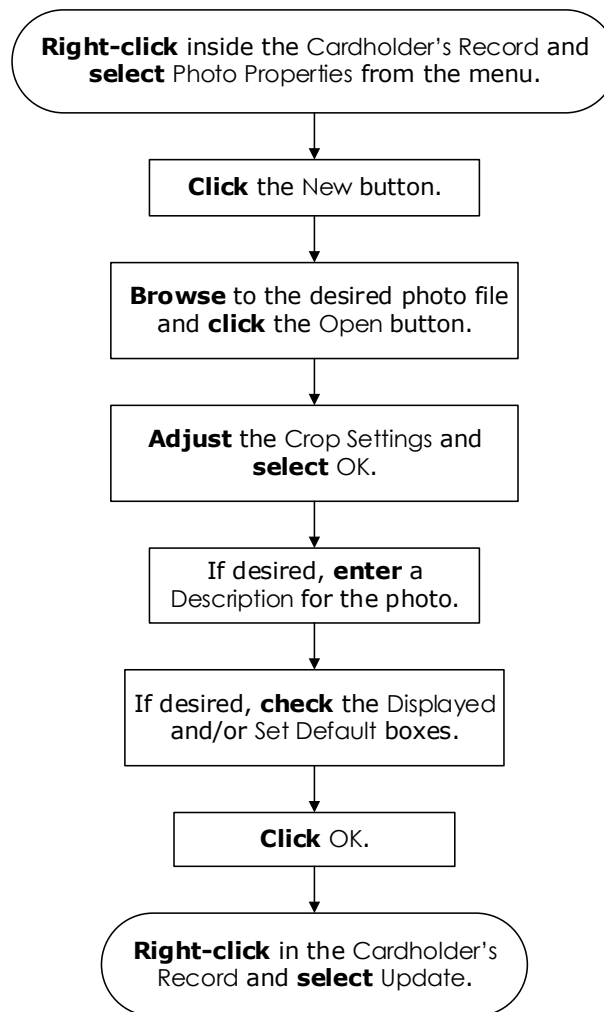 Right-click inside the Cardholder's Record and
select Photo Properties from the menu.
Click the New button.
Browse to the desired photo file
and click the Open button.
Adjust the Crop Settings and
select OK.
If desired, enter a
Description for the photo.
If desired, check the Displayed
and/or Set Default boxes.
Click OK.
Right-click in the Cardholder's
Record and select Update.